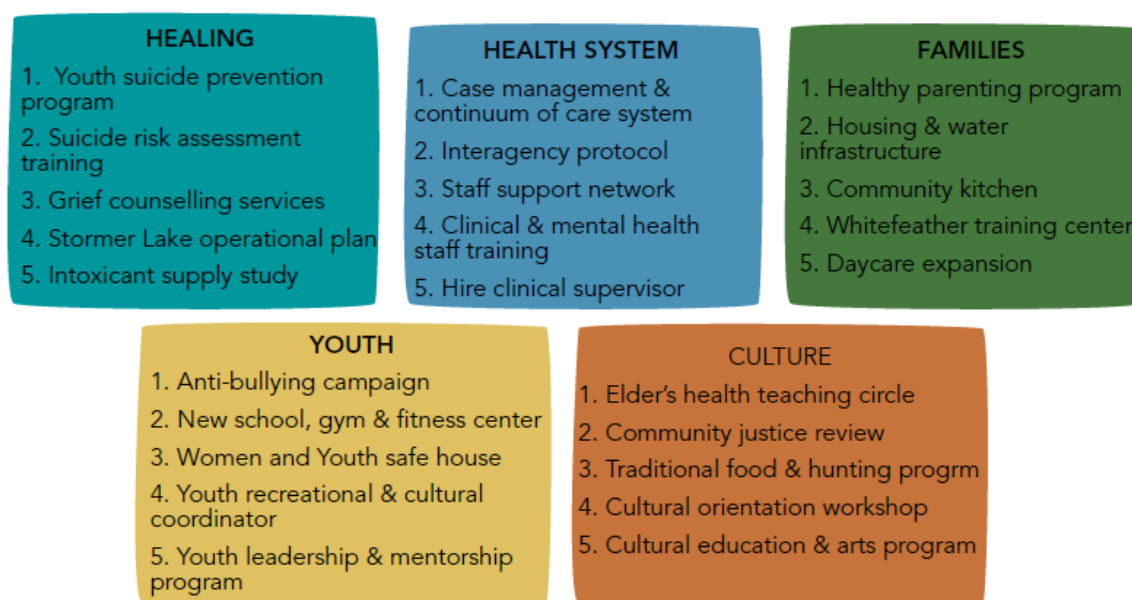 HEALING
1. Youth suicide prevention
program
2. Suicide risk assessment
training
3. Grief counselling services
4. Stormer Lake operational plan
5. Intoxicant supply study
HEALTH SYSTEM
1. Case management &
continuum of care system
2. Interagency protocol
3. Staff support network
4. Clinical & mental health
staff training
5. Hire clinical supervisor
FAMILIES
1. Healthy parenting program
2. Housing & water
infrastructure
3. Community kitchen
4. Whitefeather training center
5. Daycare expansion
YOUTH
1. Anti-bullying campaign
2. New school, gym & fitness center
3. Women and Youth safe house
4. Youth recreational & cultural
coordinator
5. Youth leadership & mentorship
program
CULTURE
1. Elder’s health teaching circle
2. Community justice review
3. Traditional food & hunting progrm
4. Cultural orientation workshop
5. Cultural education & arts program